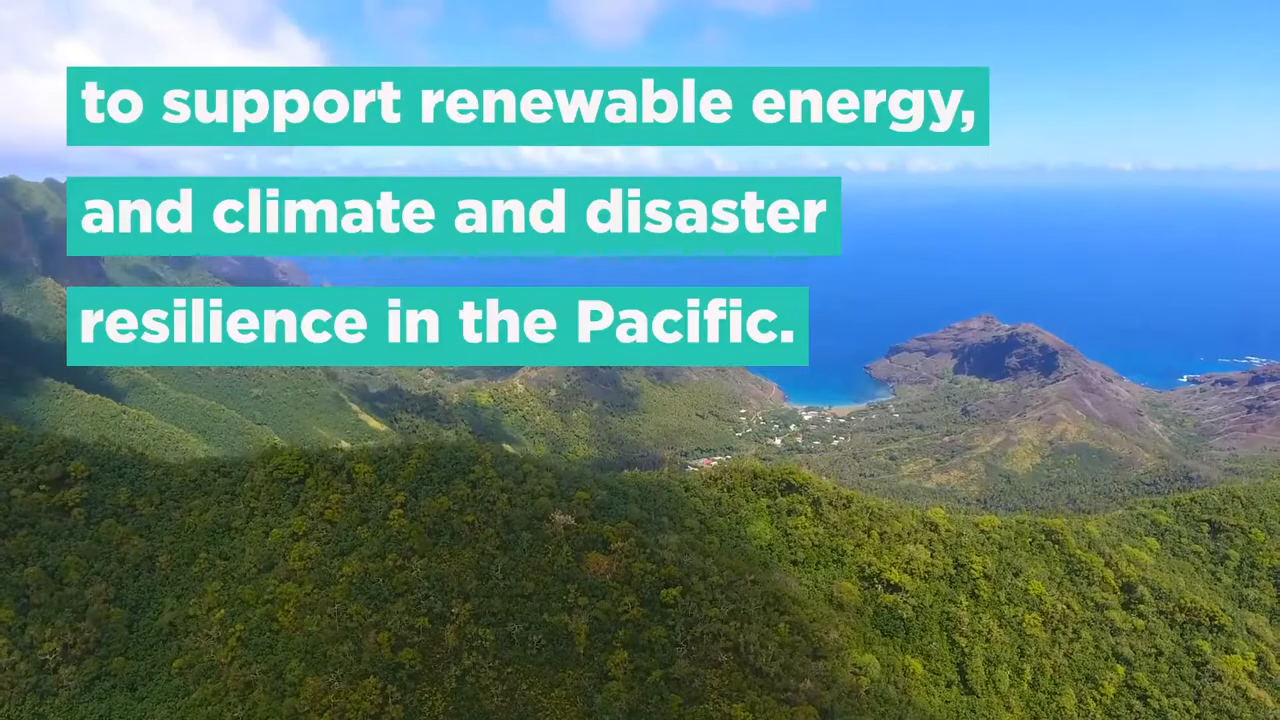 to support renewable energy,
and climate and disaster
resilience in the Pacific.